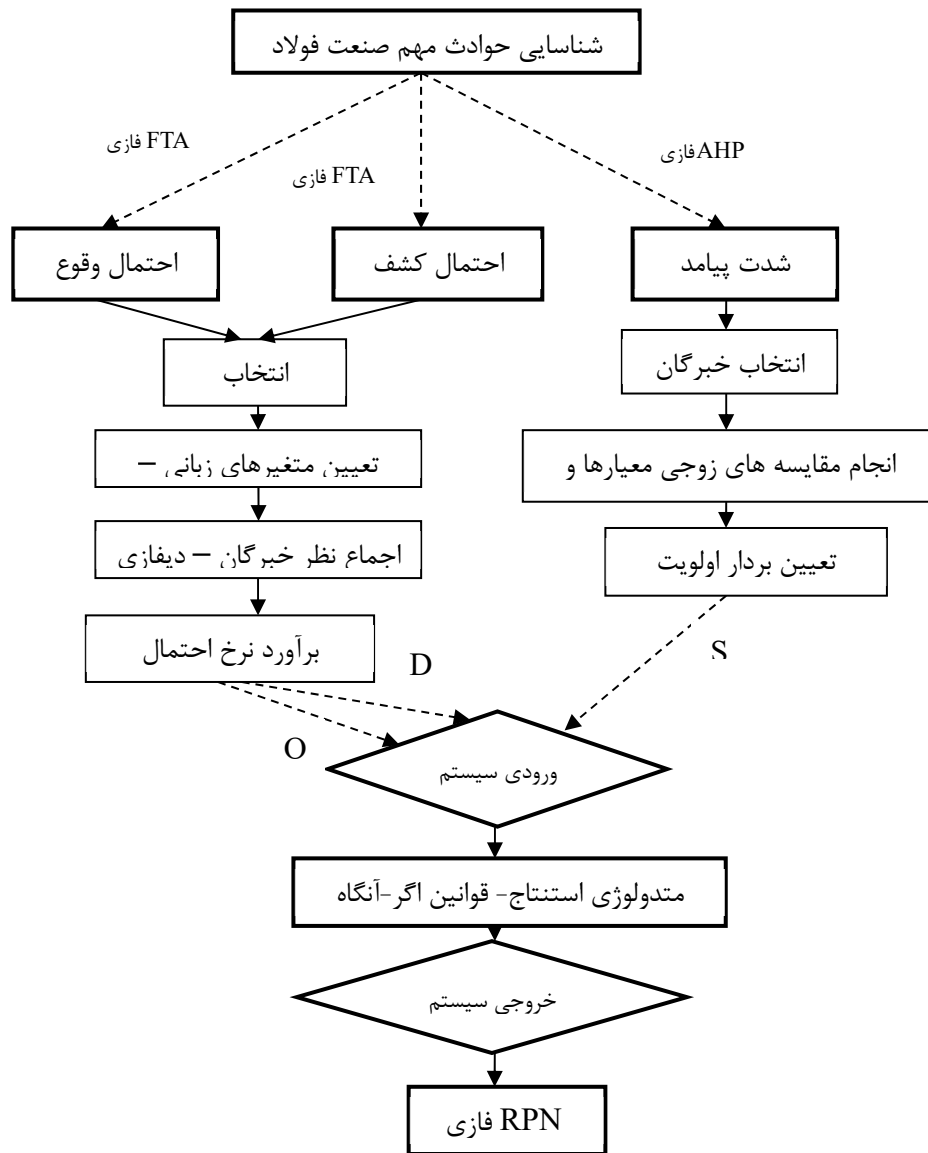 شناسایی حوادث مهم صنعت فولاد
FTA فازی
FTA فازی
AHPفازی
احتمال وقوع
احتمال کشف
شدت پیامد
انتخاب
انتخاب خبرگان
تعیین متغیرهای زبانی –
انجام مقایسه های زوجی معیارها و
اجماع نظر خبرگان – دیفازی
تعیین بردار اولویت
برآورد نرخ احتمال
D
S
O
ورودی سیستم
متدولوژی استنتاج- قوانین اگر-آنگاه
خروجی سیستم
RPN فازی